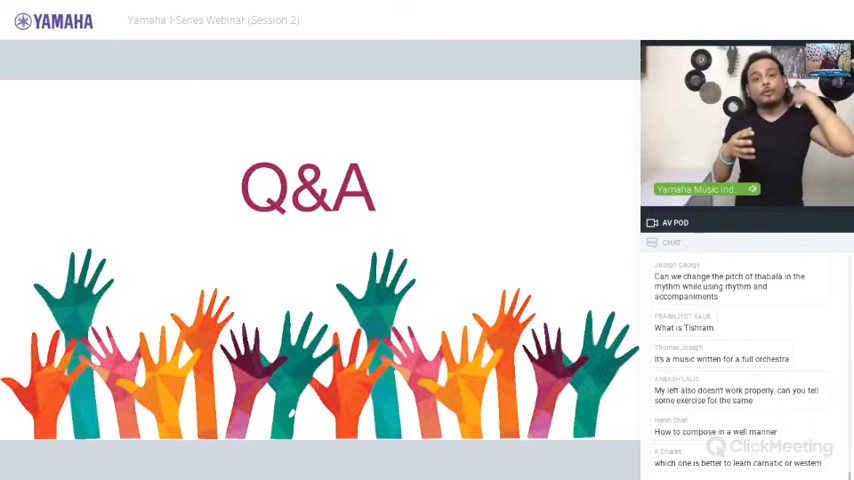 YAMAHA
Yamaha I-Series Webinar (Session 2)
Q&A
Yamaha Music Ind.
AV POD
CHAT
Joseph George
Can we change the pitch of thabala in the
rhythm while using rhythm and
accompaniments.
PRABHJYOT KAUR
What is TIshram
Thomas Joseph
It's a music written for a full orchestra
ANEESH LALIT
My left also doesn't work properly..can you tell
some exercise for the same
Harsh Shah
How to compose in a well manner
ClickMeeting
R.Charlet
which one is better to learn carnatic or western